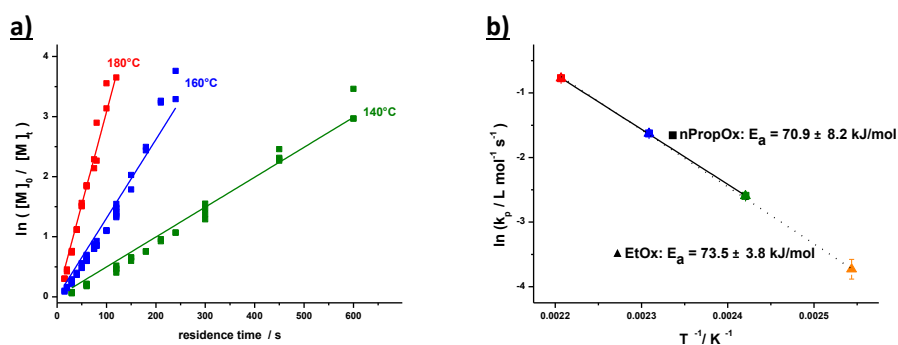 a)
4
3
2
1
0
ln ( [M]0 / [M]t )
180°C
160°C
140°C
0 100 200 300 400 500 600
residence time / s
b)
-1
-2
-3
-4
ln (kp / L mol-1 s-1)
■ nPropOx: Ea = 70.9 ± 8.2 kJ/mol
▲ EtOx: Ea = 73.5 ± 3.8 kJ/mol
0.0022 0.0023 0.0024 0.0025
T -1/ K -1